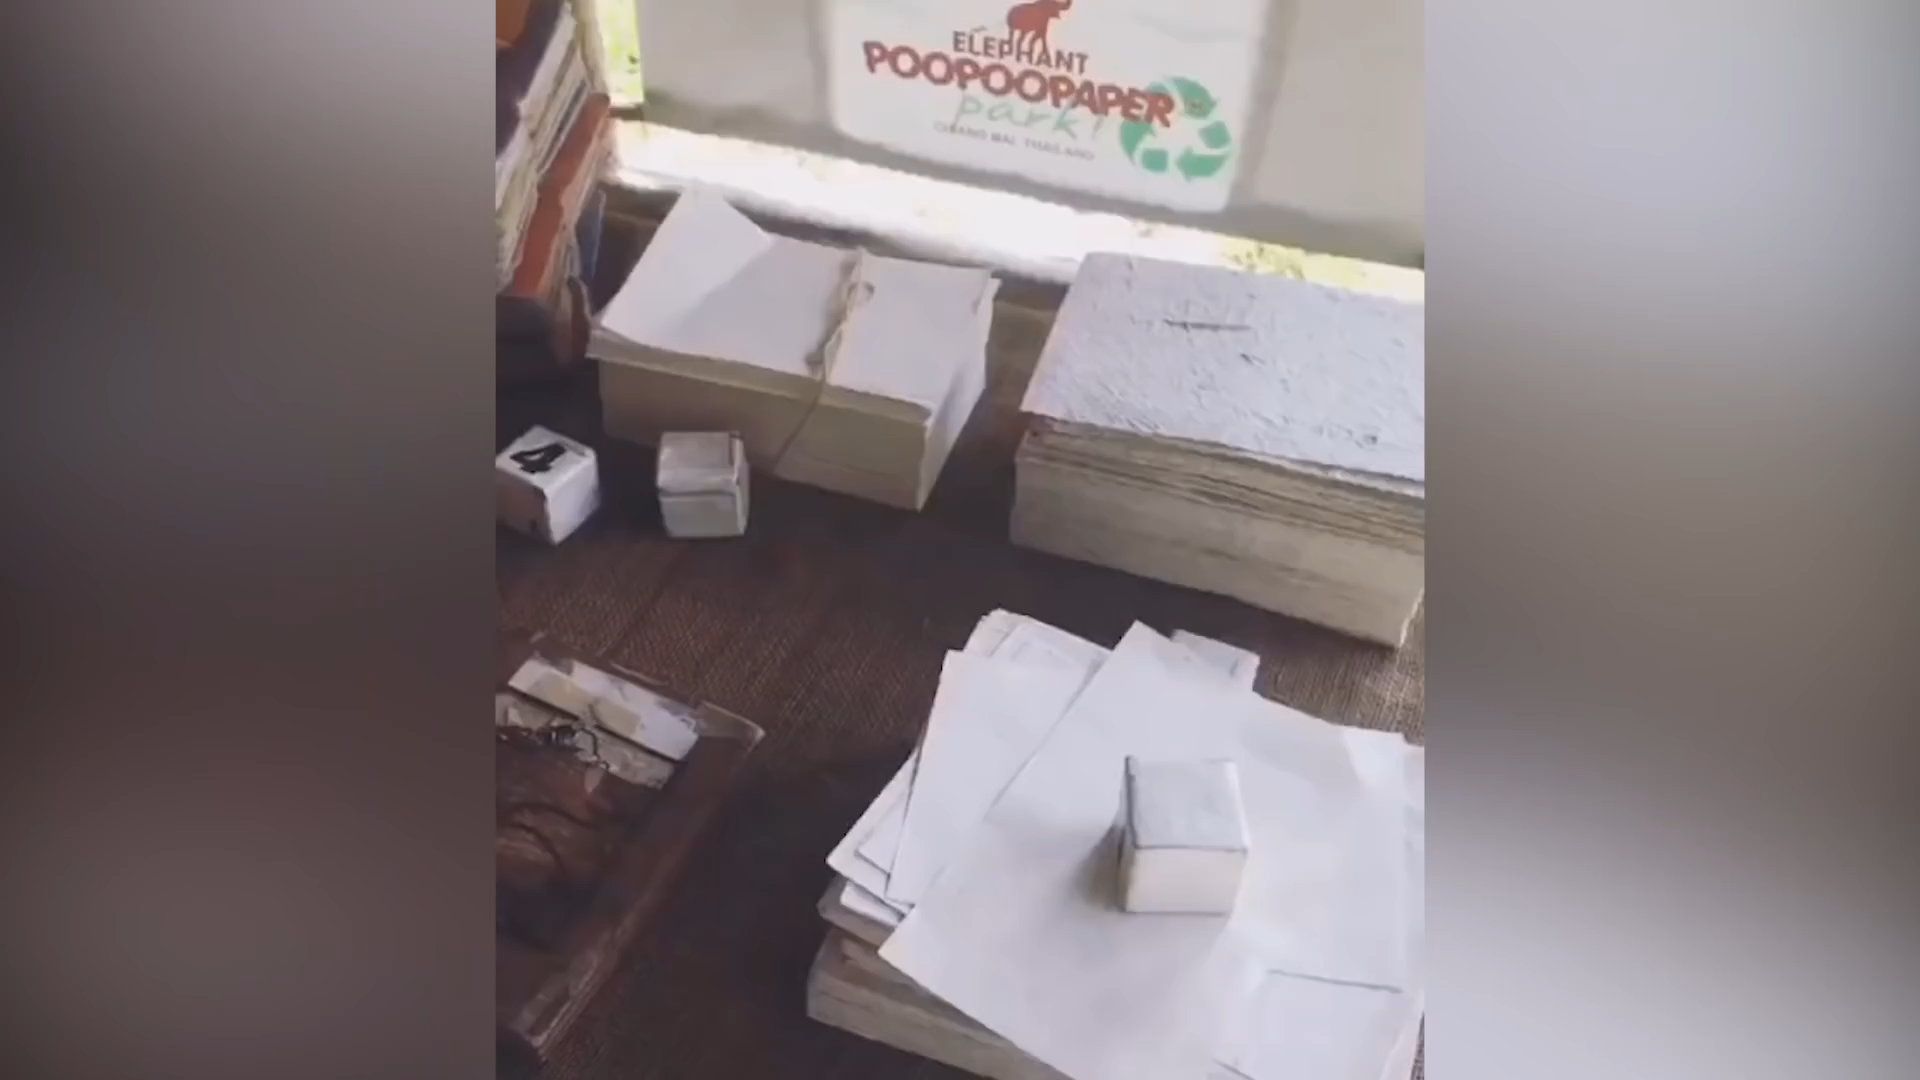 ELEPHANT
POOPOOPAPER
park!
CHIANG MAI, THAILAND
4